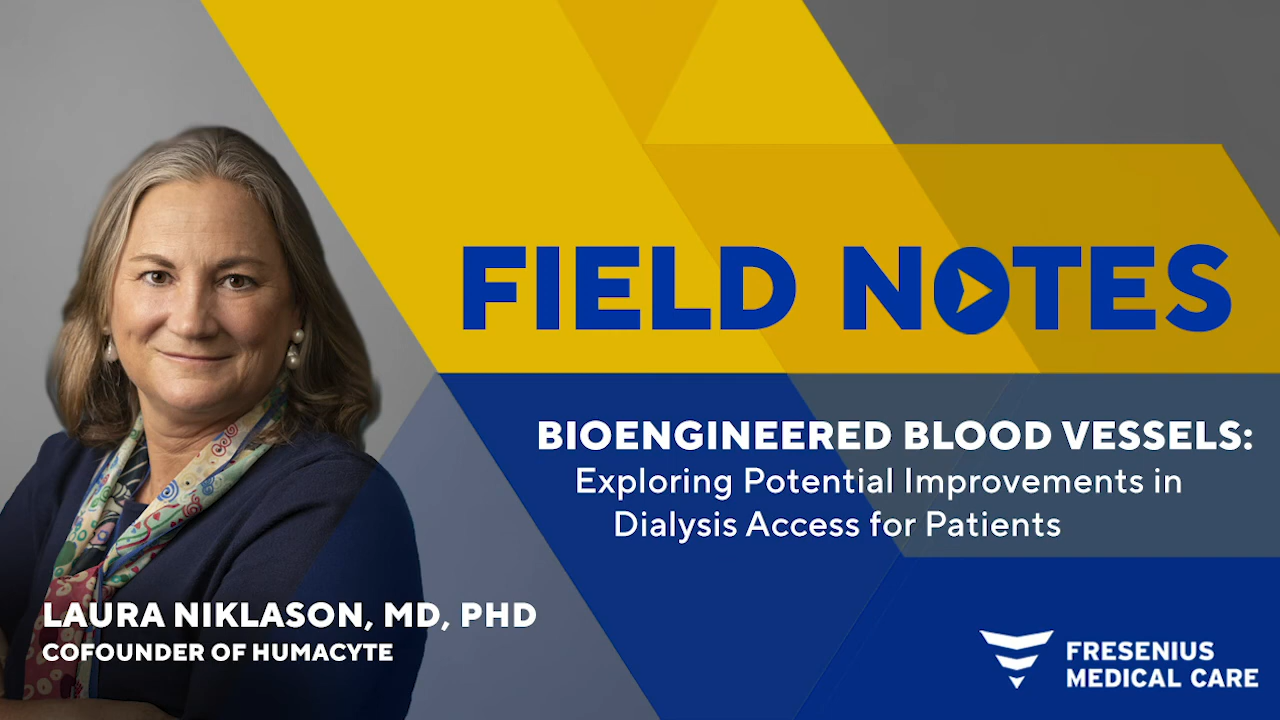 FIELD NOTES
BIOENGINEERED BLOOD VESSELS:
Exploring Potential Improvements in
Dialysis Access for Patients
LAURA NIKLASON, MD, PHD
COFOUNDER OF HUMACYTE
FRESENIUS
MEDICAL CARE